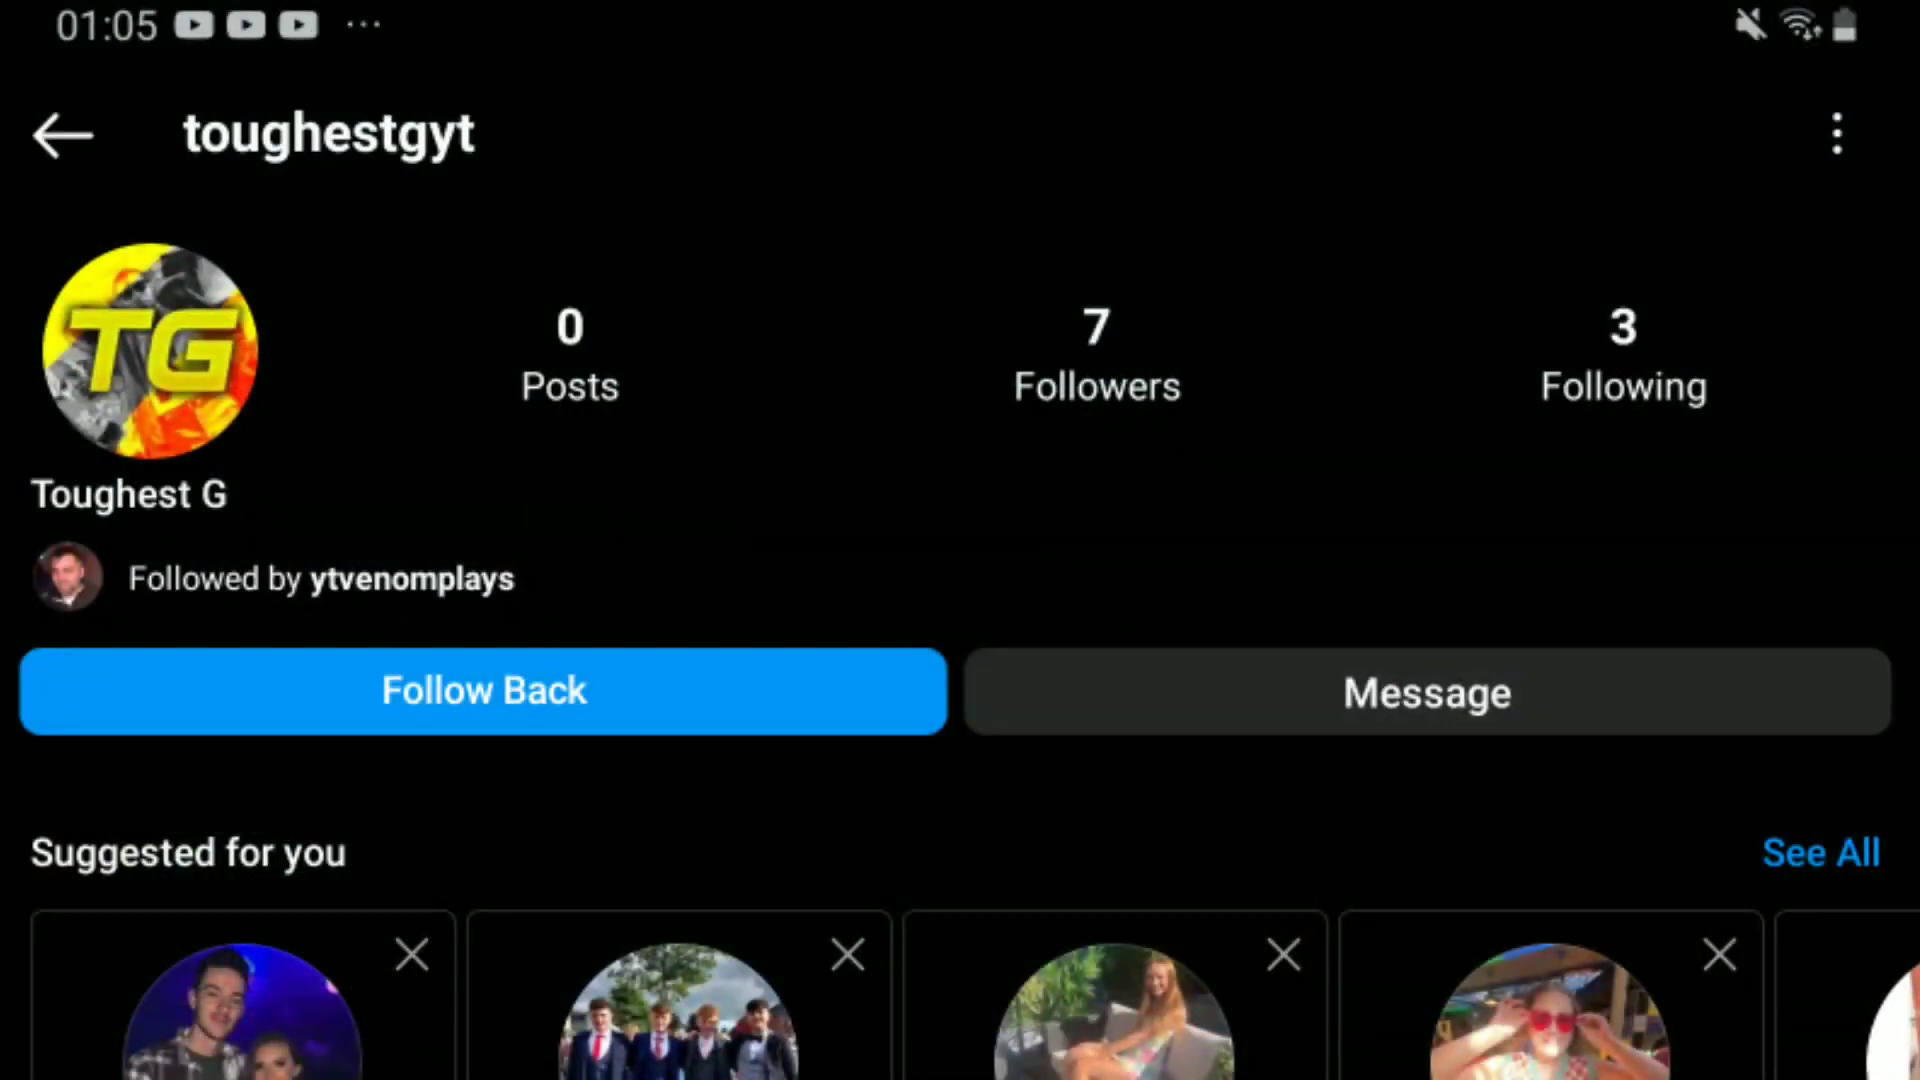 01:05
toughestgyt
TG
0
Posts
7
Followers
3
Following
Toughest G
Followed by ytvenomplays
Follow Back
Message
Suggested for you
See All